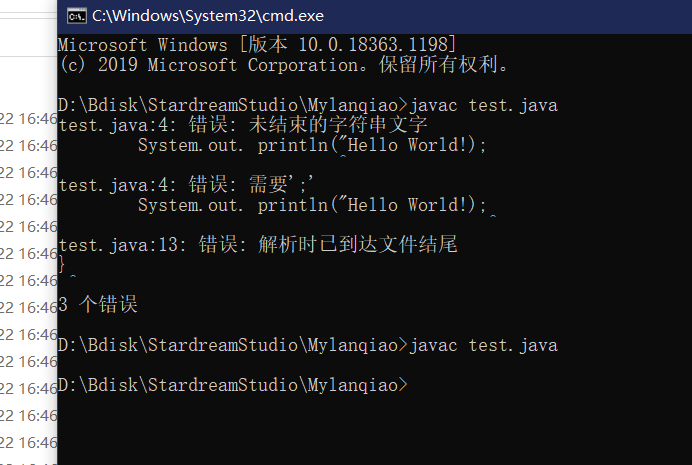 C:\Windows\System32\cmd.exe
Microsoft Windows [版本 10.0.18363.1198]
(c) 2019 Microsoft Corporation。保留所有权利。
D:\Bdisk\StardreamStudio\Mylanqiao>javac test.java
test.java:4: 错误: 未结束的字符串文字
System.out. println("Hello World!);
^
test.java:4: 错误: 需要';'
System.out. println("Hello World!);
^
test.java:13: 错误: 解析时已到达文件结尾
}
^
3 个错误
D:\Bdisk\StardreamStudio\Mylanqiao>javac test.java
D:\Bdisk\StardreamStudio\Mylanqiao>
22 16:46
22 16:46
22 16:46
22 16:46
22 16:46
22 16:46
22 16:46
22 16:46
22 16:46
22 16:46
22 16:46
22 16:46
22 16:46